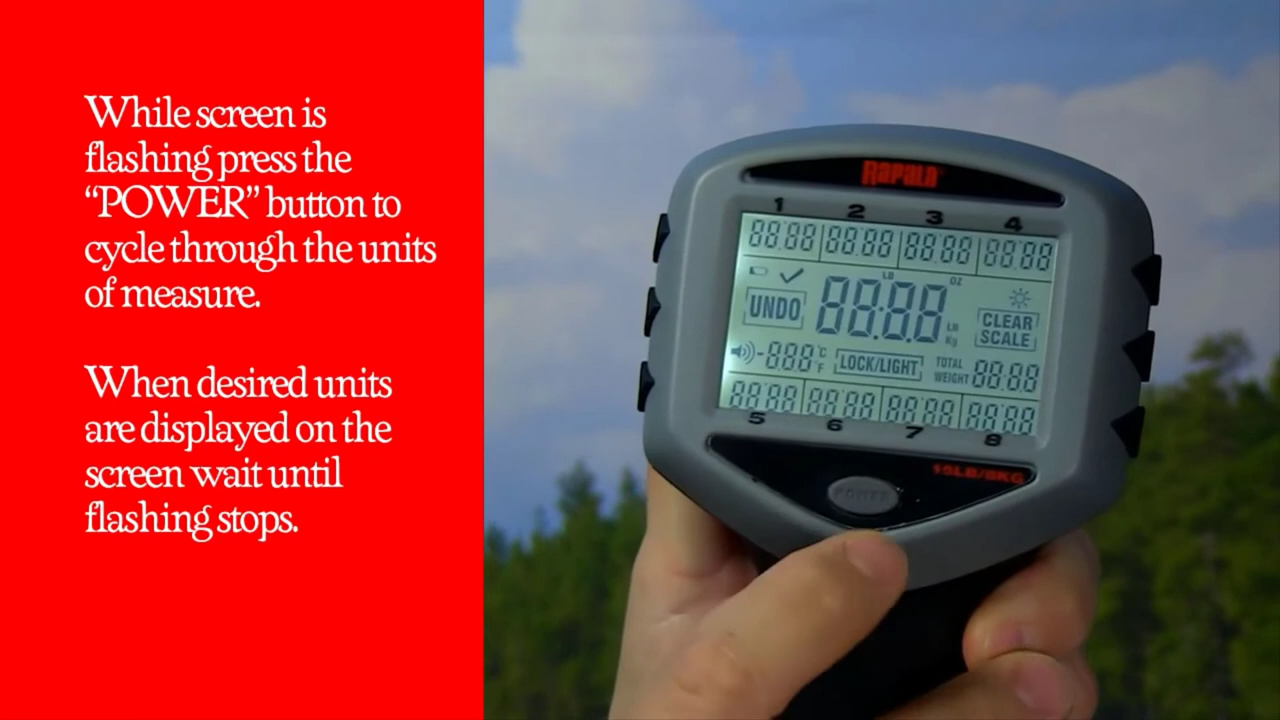 While screen is
flashing press the
“POWER” button to
cycle through the units
of measure.
When desired units
are displayed on the
screen wait until
flashing stops.
Rapala
1 2 3 4
88:88 88:88 88:88 88:88
LB OZ
UNDO 88:88 CLEAR
LB SCALE
Kg
-888 °C °F LOCK/LIGHT TOTAL WEIGHT 88:88
88:88 88:88 88:88 88:88
5 6 7 8
POWER